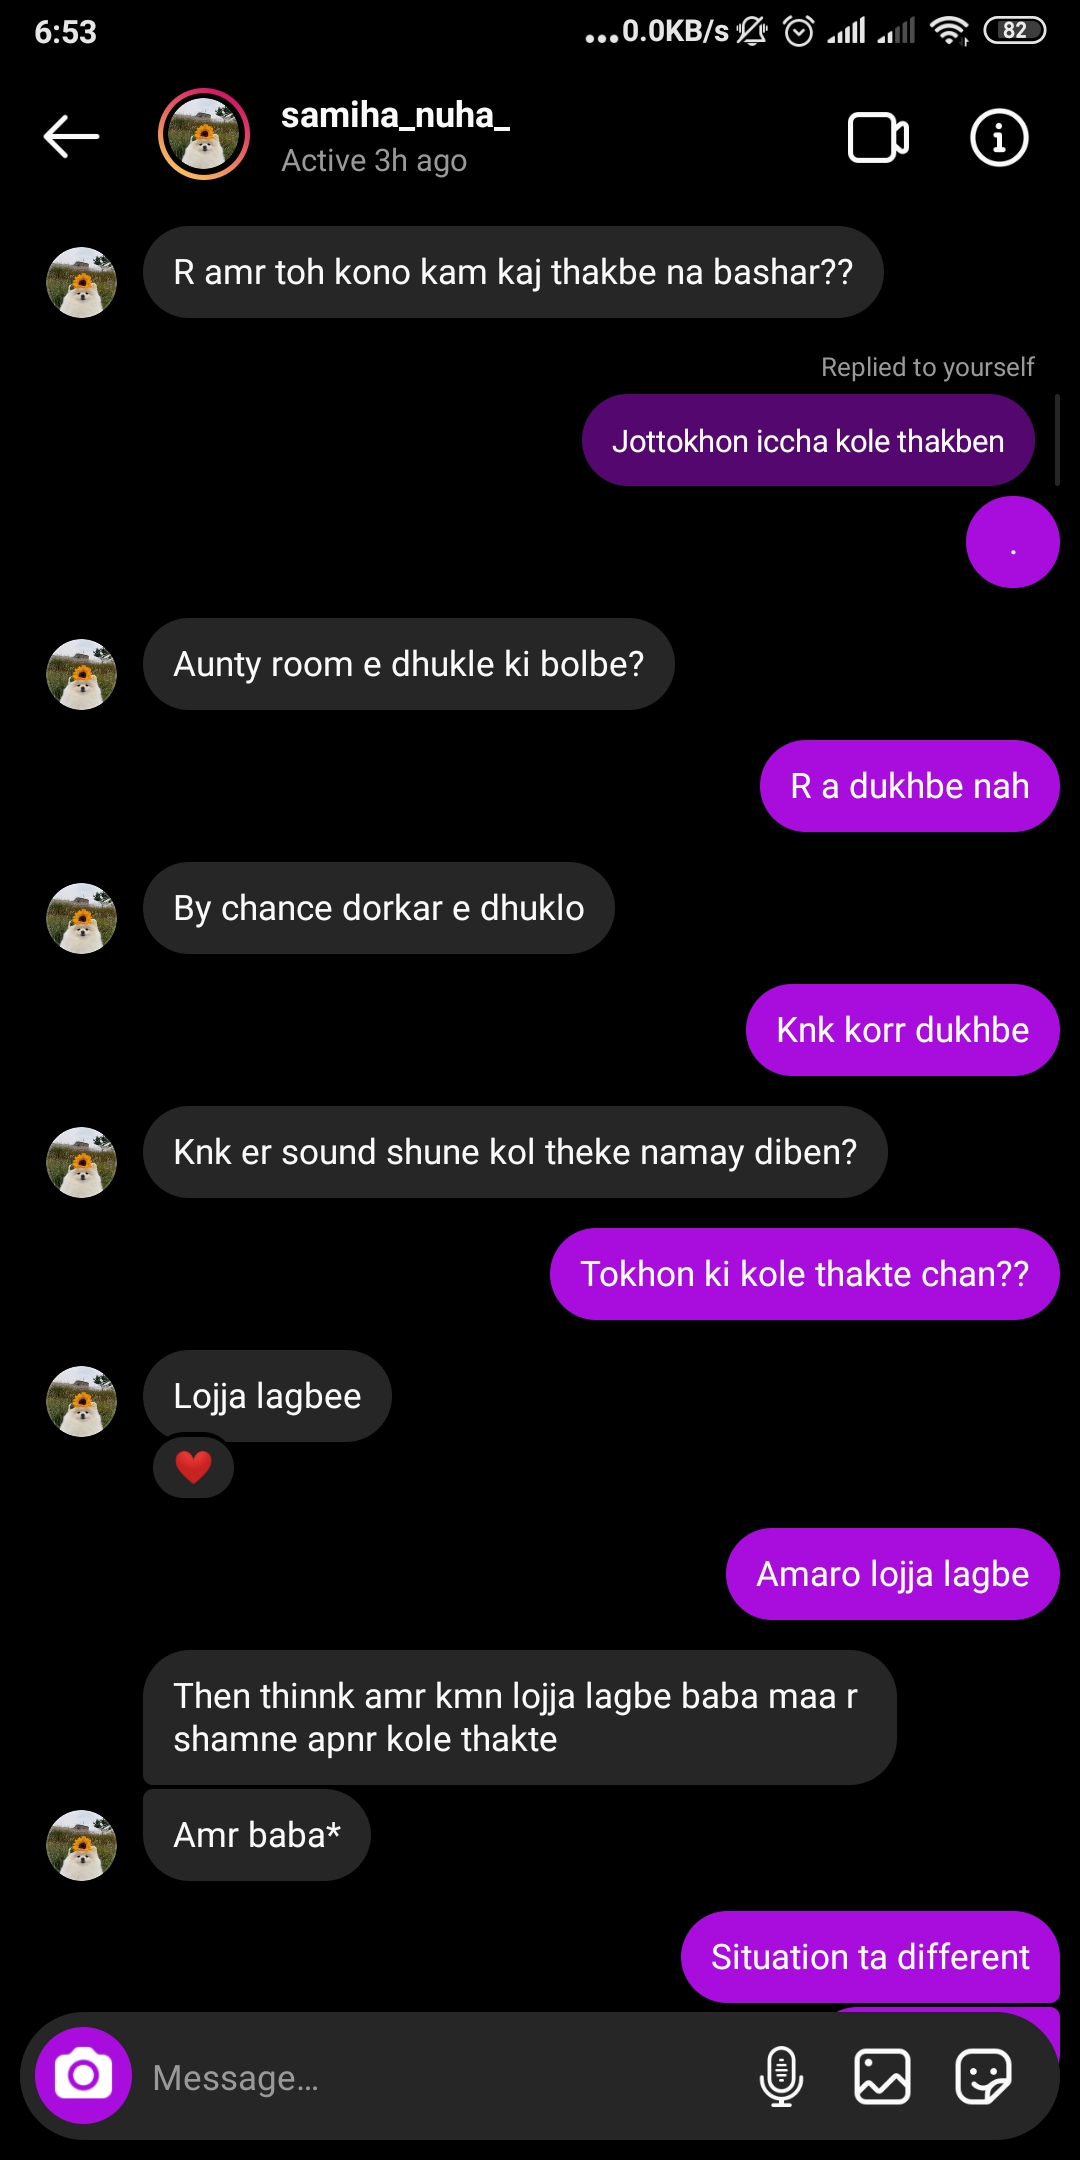 6:53
...0.0KB/s
82
samiha_nuha_
Active 3h ago
R amr toh kono kam kaj thakbe na bashar??
Replied to yourself
Jottokhon iccha kole thakben
.
Aunty room e dhukle ki bolbe?
R a dukhbe nah
By chance dorkar e dhuklo
Knk korr dukhbe
Knk er sound shune kol theke namay diben?
Tokhon ki kole thakte chan??
Lojja lagbee
Amaro lojja lagbe
Then thinnk amr kmn lojja lagbe baba maa r
shamne apnr kole thakte
Amr baba*
Situation ta different
Message...